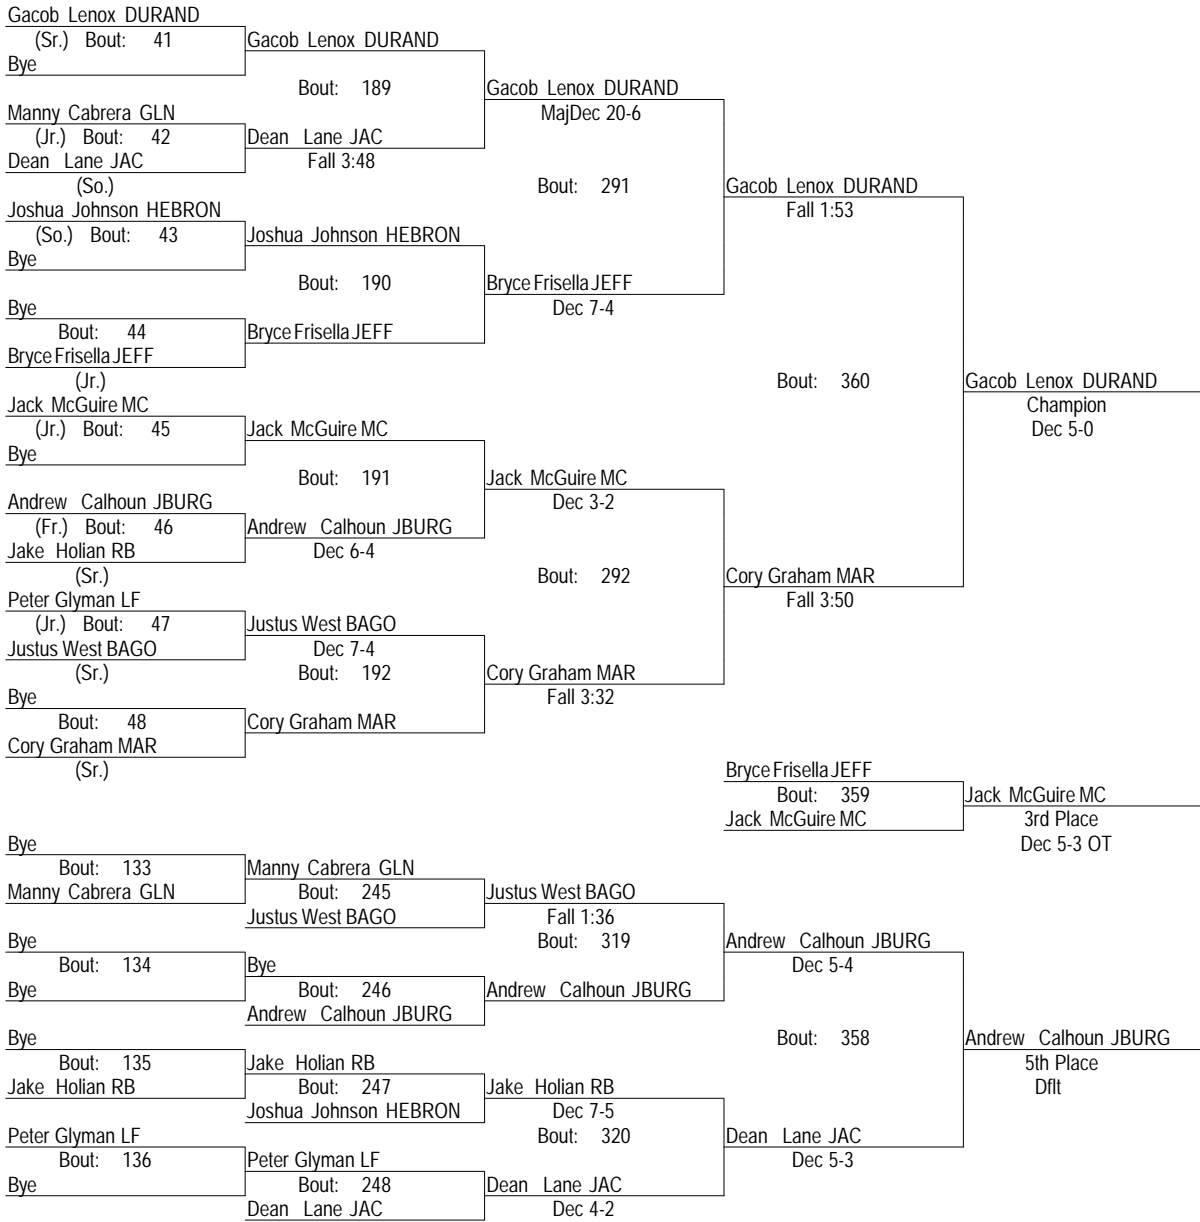 Gacob Lenox DURAND
(Sr.) Bout: 41 Gacob Lenox DURAND
Bye
Bout: 189 Gacob Lenox DURAND
Manny Cabrera GLN MajDec 20-6
(Jr.) Bout: 42 Dean Lane JAC
Dean Lane JAC Fall 3:48
(So.) Bout: 291 Gacob Lenox DURAND
Joshua Johnson HEBRON Fall 1:53
(So.) Bout: 43 Joshua Johnson HEBRON
Bye
Bout: 190 Bryce Frisella JEFF
Bye Dec 7-4
Bout: 44 Bryce Frisella JEFF
Bryce Frisella JEFF
(Jr.) Bout: 360 Gacob Lenox DURAND
Jack McGuire MC Champion
(Jr.) Bout: 45 Jack McGuire MC Dec 5-0
Bye
Bout: 191 Jack McGuire MC
Andrew Calhoun JBURG Dec 3-2
(Fr.) Bout: 46 Andrew Calhoun JBURG
Jake Holian RB Dec 6-4
(Sr.) Bout: 292 Cory Graham MAR
Peter Glyman LF Fall 3:50
(Jr.) Bout: 47 Justus West BAGO
Justus West BAGO Dec 7-4
(Sr.) Bout: 192 Cory Graham MAR
Bye Fall 3:32
Bout: 48 Cory Graham MAR
Cory Graham MAR
(Sr.) Bryce Frisella JEFF
Bout: 359 Jack McGuire MC
Jack McGuire MC 3rd Place
Bye Dec 5-3 OT
Bout: 133 Manny Cabrera GLN
Manny Cabrera GLN Bout: 245 Justus West BAGO
Justus West BAGO Fall 1:36
Bye Bout: 319 Andrew Calhoun JBURG
Bout: 134 Bye Dec 5-4
Bye Bout: 246 Andrew Calhoun JBURG
Andrew Calhoun JBURG
Bye Bout: 358 Andrew Calhoun JBURG
Bout: 135 Jake Holian RB 5th Place
Jake Holian RB Bout: 247 Jake Holian RB Dflt
Joshua Johnson HEBRON Dec 7-5
Peter Glyman LF Bout: 320 Dean Lane JAC
Bout: 136 Peter Glyman LF Dec 5-3
Bye Bout: 248 Dean Lane JAC
Dean Lane JAC Dec 4-2